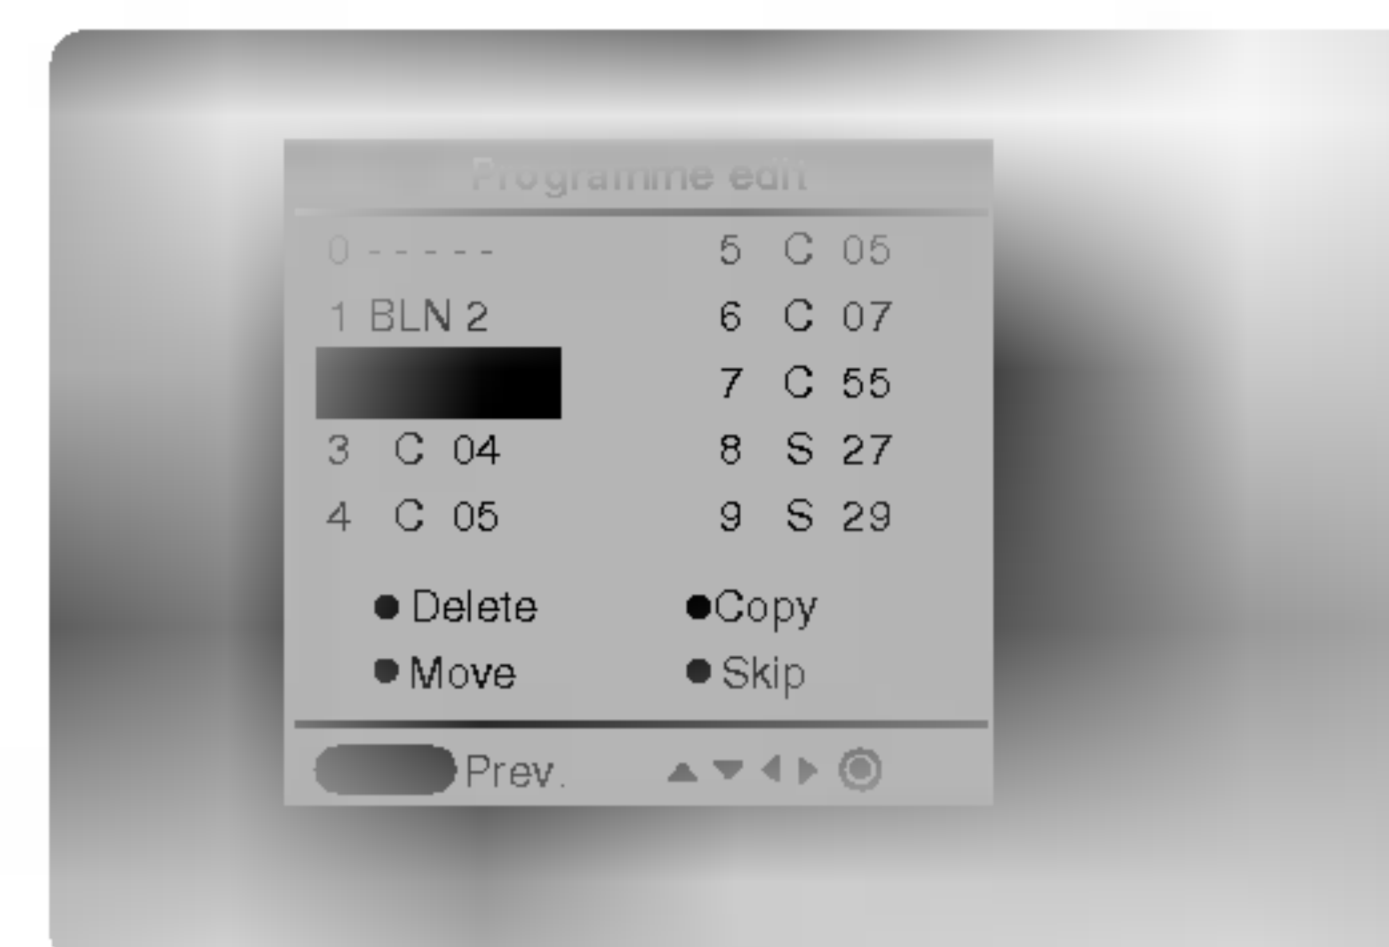 Programme edit
0 - - - - -
1 BLN 2
3 C 04
4 C 05
5 C 05
6 C 07
7 C 55
8 S 27
9 S 29
Delete
Copy
Move
Skip
Prev.